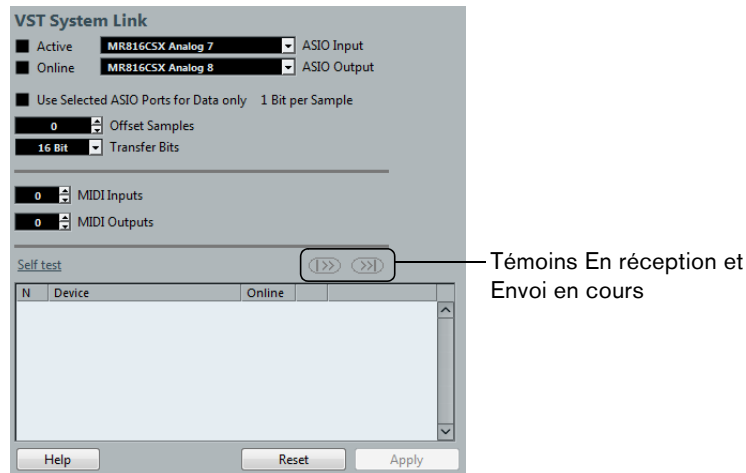 VST System Link
Active MR816CSX Analog 7 ASIO Input
Online MR816CSX Analog 8 ASIO Output
Use Selected ASIO Ports for Data only 1 Bit per Sample
0 Offset Samples
16 Bit Transfer Bits
0 MIDI Inputs
0 MIDI Outputs
Self test
Témoins En réception et
Envoi en cours
N Device Online
Help Reset Apply